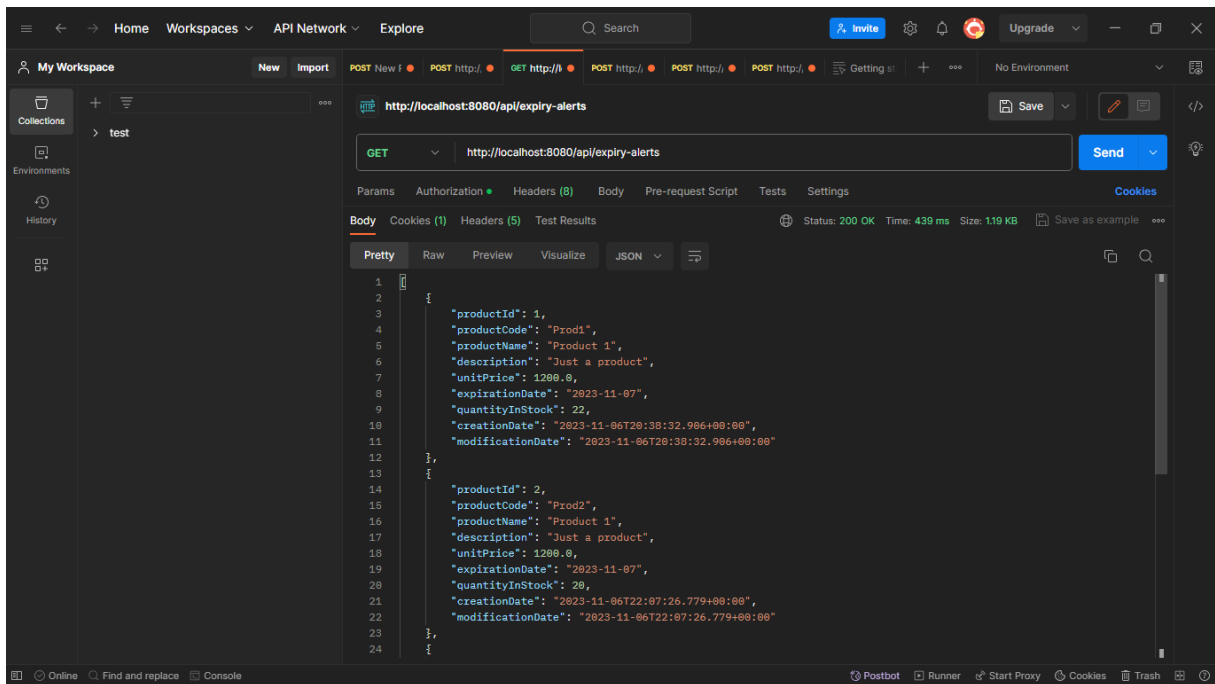 Home Workspaces API Network Explore Search Invite Upgrade
My Workspace New Import POST New F POST http:/, GET http://l POST http:/, POST http:/, POST http:/, Getting st No Environment
Collections
Environments
History
test
HTTP http://localhost:8080/api/expiry-alerts Save
GET http://localhost:8080/api/expiry-alerts Send
Params Authorization Headers (8) Body Pre-request Script Tests Settings Cookies
Body Cookies (1) Headers (5) Test Results Status: 200 OK Time: 439 ms Size: 1.19 KB Save as example
Pretty Raw Preview Visualize JSON
1 [
2 {
3 "productId": 1,
4 "productCode": "Prod1",
5 "productName": "Product 1",
6 "description": "Just a product",
7 "unitPrice": 1200.0,
8 "expirationDate": "2023-11-07",
9 "quantityInStock": 22,
10 "creationDate": "2023-11-06T20:38:32.906+00:00",
11 "modificationDate": "2023-11-06T20:38:32.906+00:00"
12 },
13 {
14 "productId": 2,
15 "productCode": "Prod2",
16 "productName": "Product 1",
17 "description": "Just a product",
18 "unitPrice": 1200.0,
19 "expirationDate": "2023-11-07",
20 "quantityInStock": 20,
21 "creationDate": "2023-11-06T22:07:26.779+00:00",
22 "modificationDate": "2023-11-06T22:07:26.779+00:00"
23 },
24 {
Online Find and replace Console Postbot Runner Start Proxy Cookies Trash